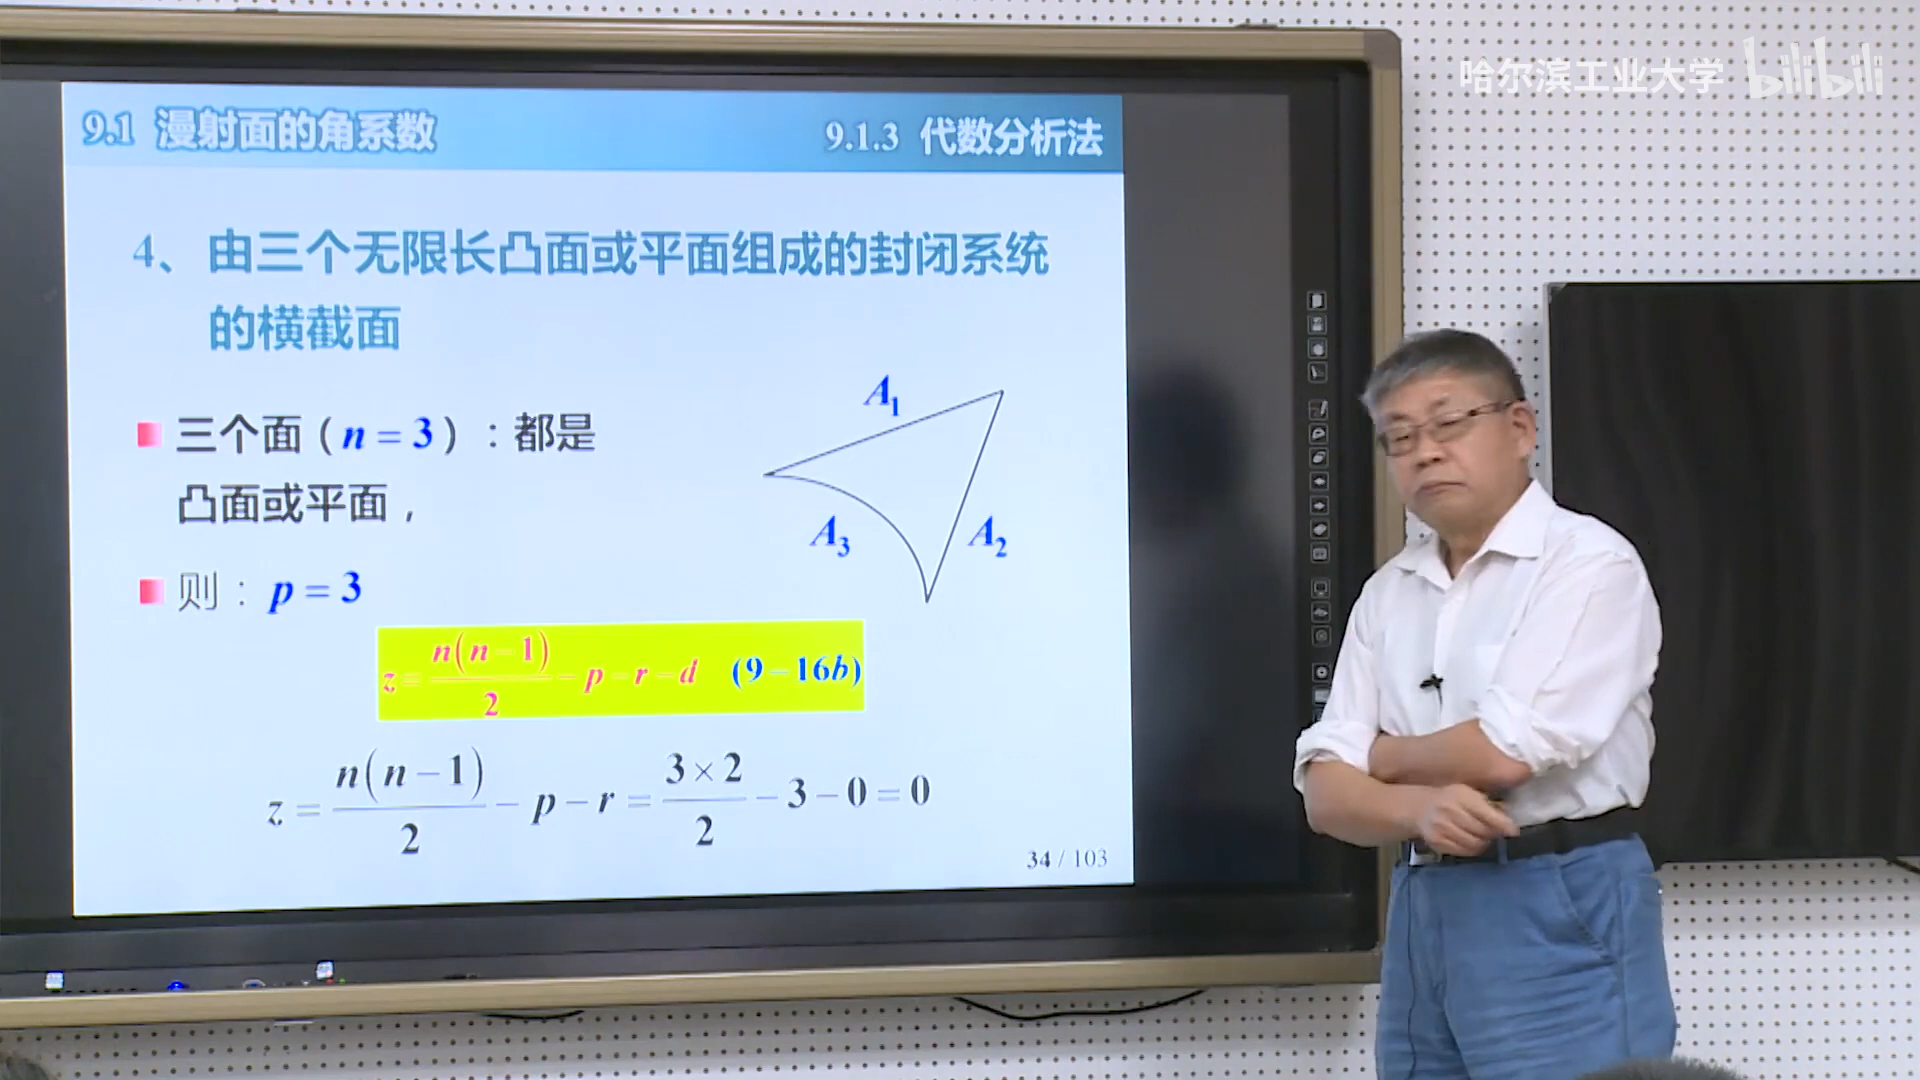 哈尔滨工业大学 bilibili
9.1 漫射面的角系数
9.1.3 代数分析法
4、由三个无限长凸面或平面组成的封闭系统
的横截面
三个面（n = 3）：都是
凸面或平面，
则：p = 3
A1
A3
A2
z = n(n−1)/2 − p − r − d (9−16b)
z = n(n−1)/2 − p − r = 3×2/2 − 3 − 0 = 0
34 / 103